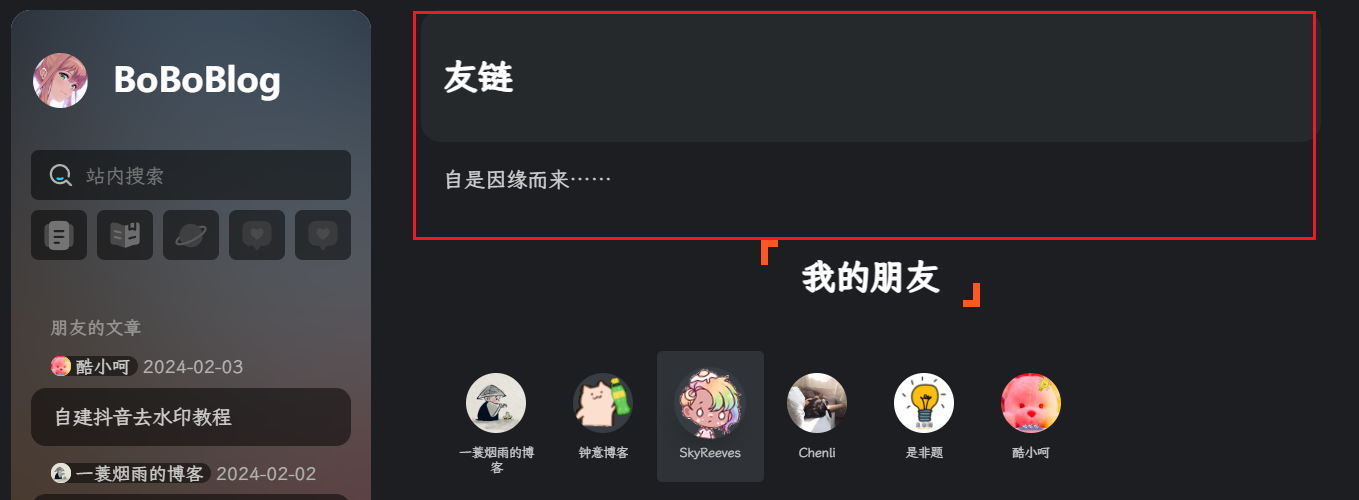 BoBoBlog
站内搜索
朋友的文章
酷小呵 2024-02-03
自建抖音去水印教程
一蓑烟雨的博客 2024-02-02
友链
自是因缘而来……
我的朋友
一蓑烟雨的博
客
钟意博客
SkyReeves
Chenli
是非题
酷小呵